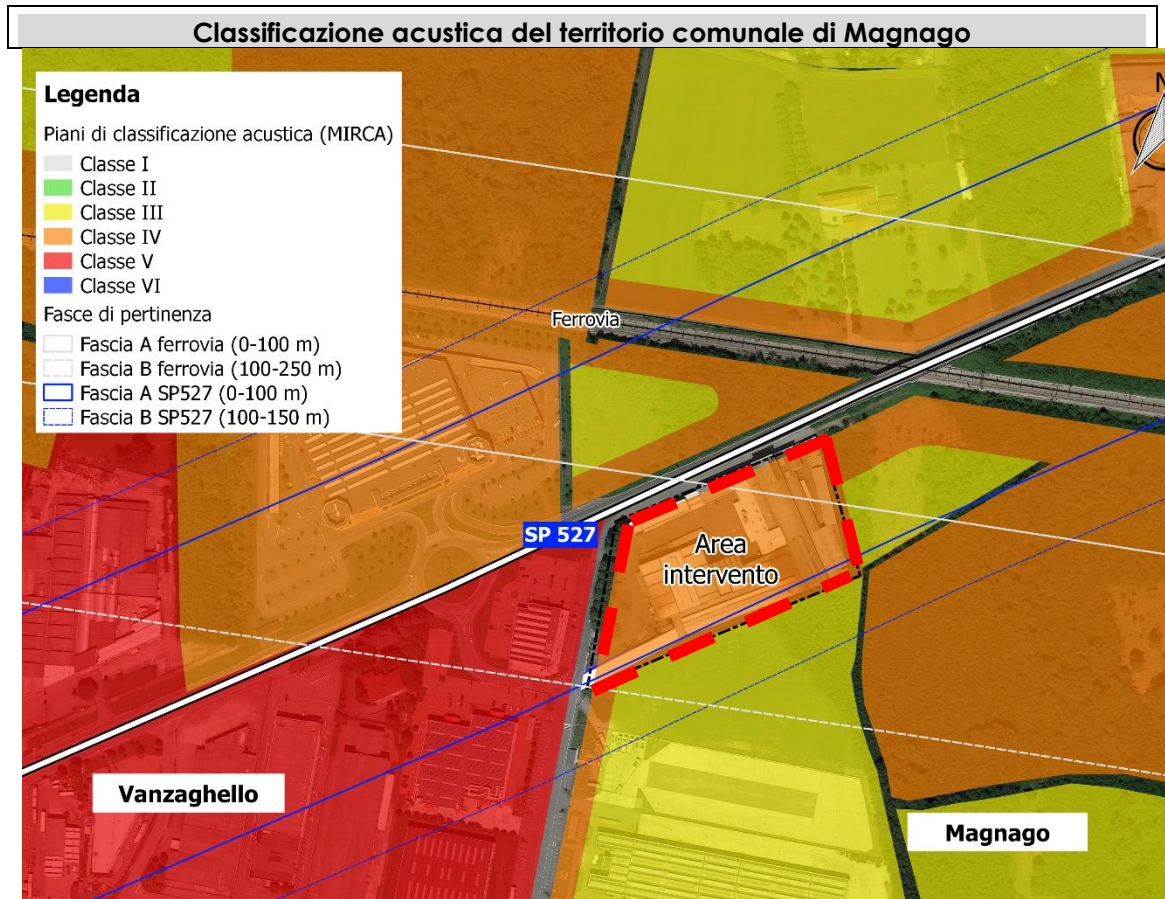 Classificazione acustica del territorio comunale di Magnago
Legenda
Piani di classificazione acustica (MIRCA)
Classe I
Classe II
Classe III
Classe IV
Classe V
Classe VI
Fasce di pertinenza
Fascia A ferrovia (0-100 m)
Fascia B ferrovia (100-250 m)
Fascia A SP527 (0-100 m)
Fascia B SP527 (100-150 m)
N
Ferrovia
SP 527
Area
intervento
Vanzaghello
Magnago